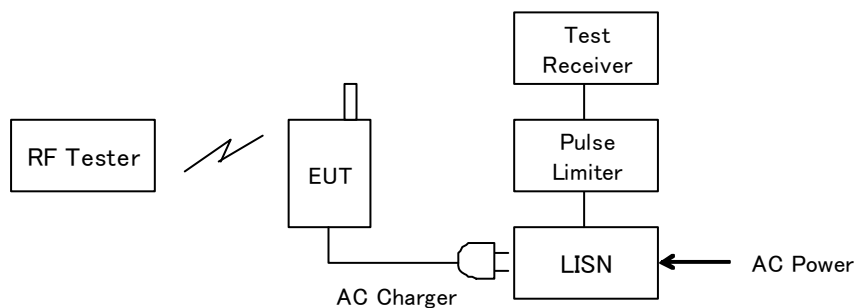 Test
Receiver
RF Tester
EUT
Pulse
Limiter
LISN
AC Power
AC Charger